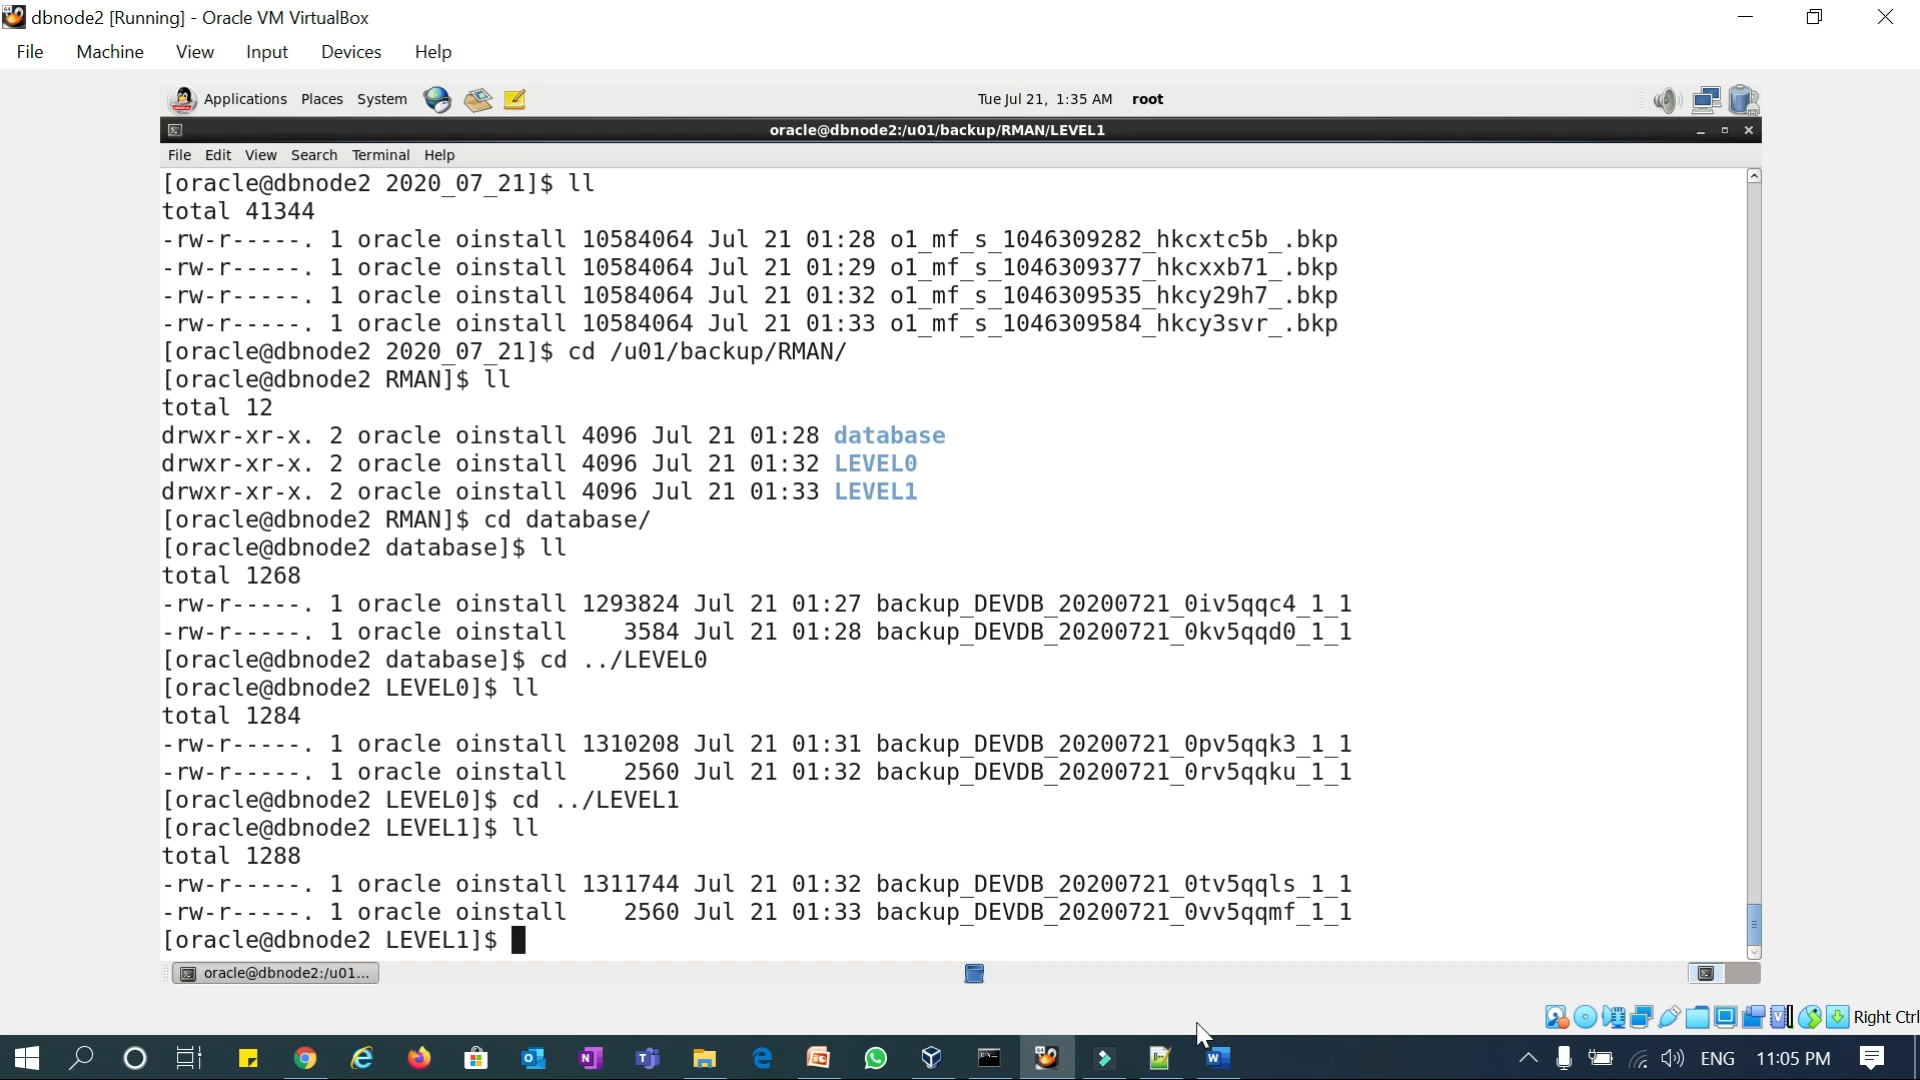 dbnode2 [Running] - Oracle VM VirtualBox
File Machine View Input Devices Help
Applications Places System Tue Jul 21, 1:35 AM root
oracle@dbnode2:/u01/backup/RMAN/LEVEL1
File Edit View Search Terminal Help
[oracle@dbnode2 2020_07_21]$ ll
total 41344
-rw-r-----. 1 oracle oinstall 10584064 Jul 21 01:28 o1_mf_s_1046309282_hkcxtc5b_.bkp
-rw-r-----. 1 oracle oinstall 10584064 Jul 21 01:29 o1_mf_s_1046309377_hkcxxb71_.bkp
-rw-r-----. 1 oracle oinstall 10584064 Jul 21 01:32 o1_mf_s_1046309535_hkcy29h7_.bkp
-rw-r-----. 1 oracle oinstall 10584064 Jul 21 01:33 o1_mf_s_1046309584_hkcy3svr_.bkp
[oracle@dbnode2 2020_07_21]$ cd /u01/backup/RMAN/
[oracle@dbnode2 RMAN]$ ll
total 12
drwxr-xr-x. 2 oracle oinstall 4096 Jul 21 01:28 database
drwxr-xr-x. 2 oracle oinstall 4096 Jul 21 01:32 LEVEL0
drwxr-xr-x. 2 oracle oinstall 4096 Jul 21 01:33 LEVEL1
[oracle@dbnode2 RMAN]$ cd database/
[oracle@dbnode2 database]$ ll
total 1268
-rw-r-----. 1 oracle oinstall 1293824 Jul 21 01:27 backup_DEVDB_20200721_0iv5qqc4_1_1
-rw-r-----. 1 oracle oinstall    3584 Jul 21 01:28 backup_DEVDB_20200721_0kv5qqd0_1_1
[oracle@dbnode2 database]$ cd ../LEVEL0
[oracle@dbnode2 LEVEL0]$ ll
total 1284
-rw-r-----. 1 oracle oinstall 1310208 Jul 21 01:31 backup_DEVDB_20200721_0pv5qqk3_1_1
-rw-r-----. 1 oracle oinstall    2560 Jul 21 01:32 backup_DEVDB_20200721_0rv5qqku_1_1
[oracle@dbnode2 LEVEL0]$ cd ../LEVEL1
[oracle@dbnode2 LEVEL1]$ ll
total 1288
-rw-r-----. 1 oracle oinstall 1311744 Jul 21 01:32 backup_DEVDB_20200721_0tv5qqls_1_1
-rw-r-----. 1 oracle oinstall    2560 Jul 21 01:33 backup_DEVDB_20200721_0vv5qqmf_1_1
[oracle@dbnode2 LEVEL1]$
oracle@dbnode2:/u01...
Right Ctrl
ENG 11:05 PM